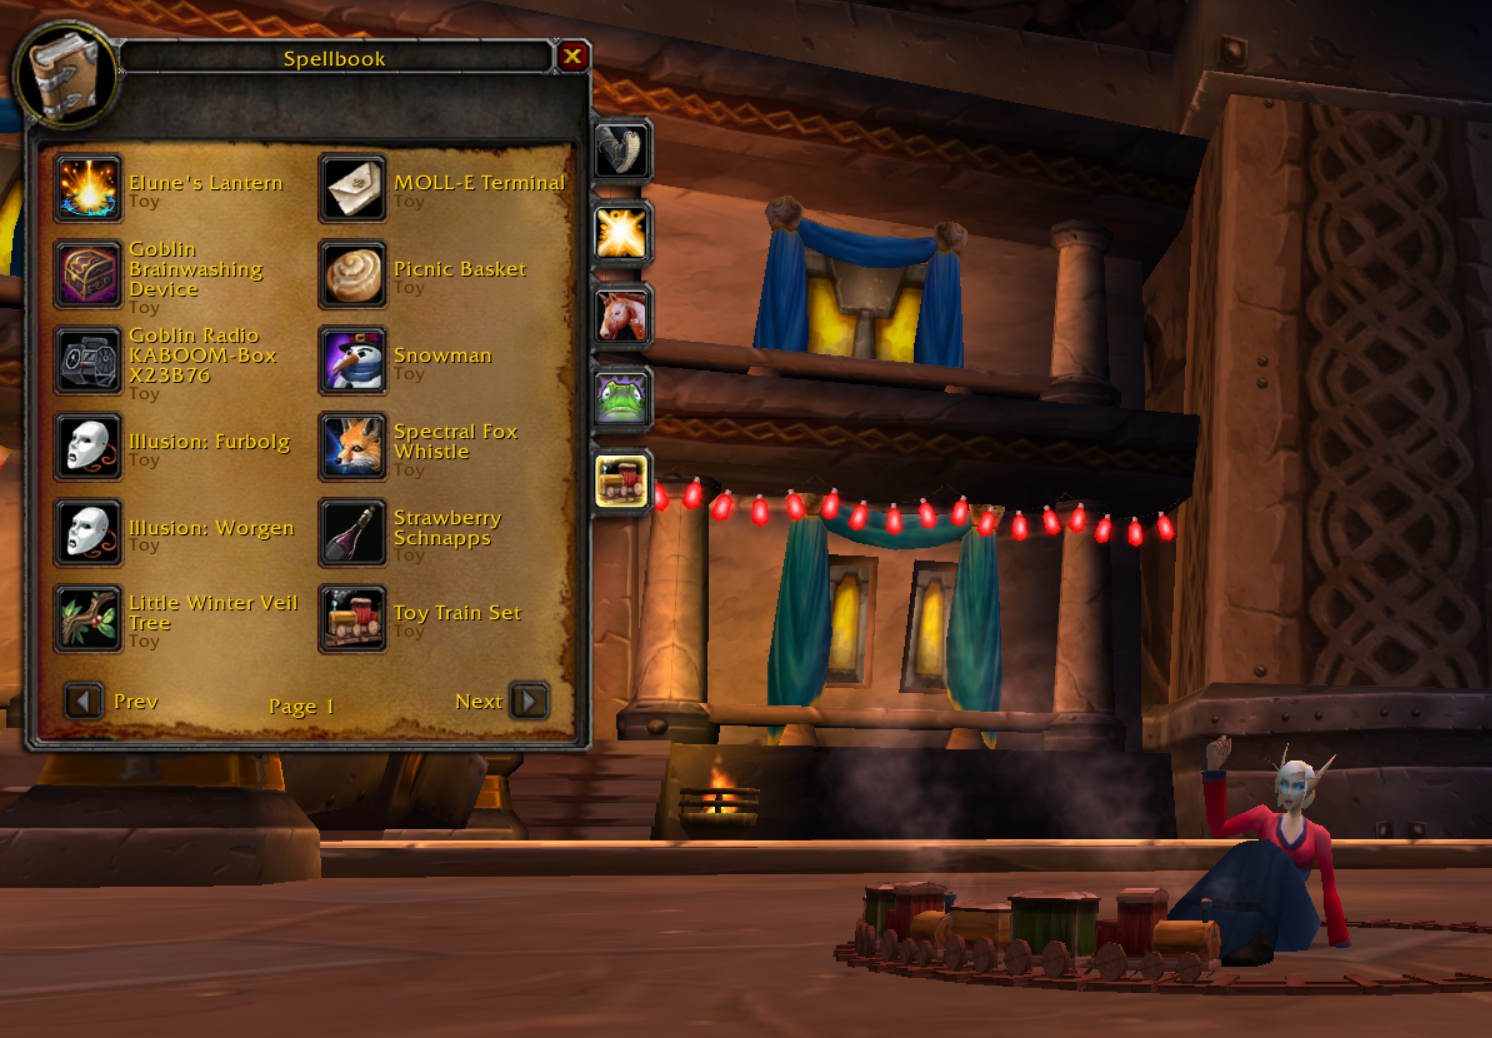 Spellbook
Elune's Lantern
Toy
MOLL-E Terminal
Toy
Goblin
Brainwashing
Device
Toy
Picnic Basket
Toy
Goblin Radio
KABOOM-Box
X23B76
Toy
Snowman
Toy
Illusion: Furbolg
Toy
Spectral Fox
Whistle
Toy
Illusion: Worgen
Toy
Strawberry
Schnapps
Toy
Little Winter Veil
Tree
Toy
Toy Train Set
Toy
Prev
Page 1
Next